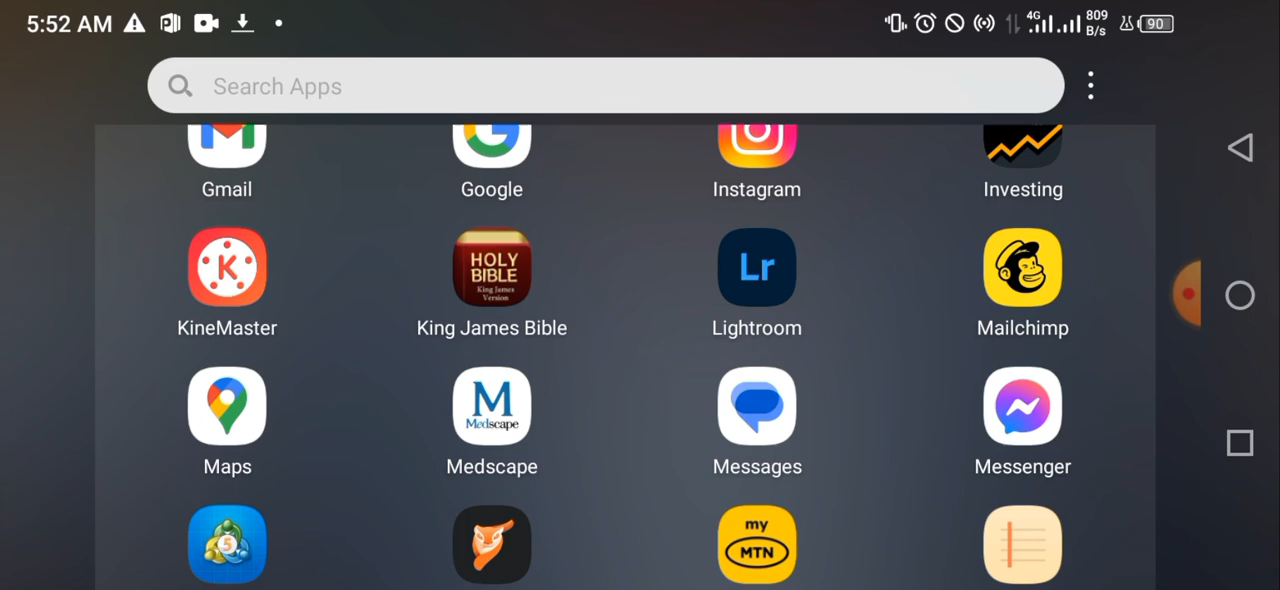 5:52 AM 4G 809 B/s 90
Search Apps
Gmail Google Instagram Investing
K HOLY BIBLE King James Version Lr
KineMaster King James Bible Lightroom Mailchimp
M Medscape
Maps Medscape Messages Messenger
5 my MTN